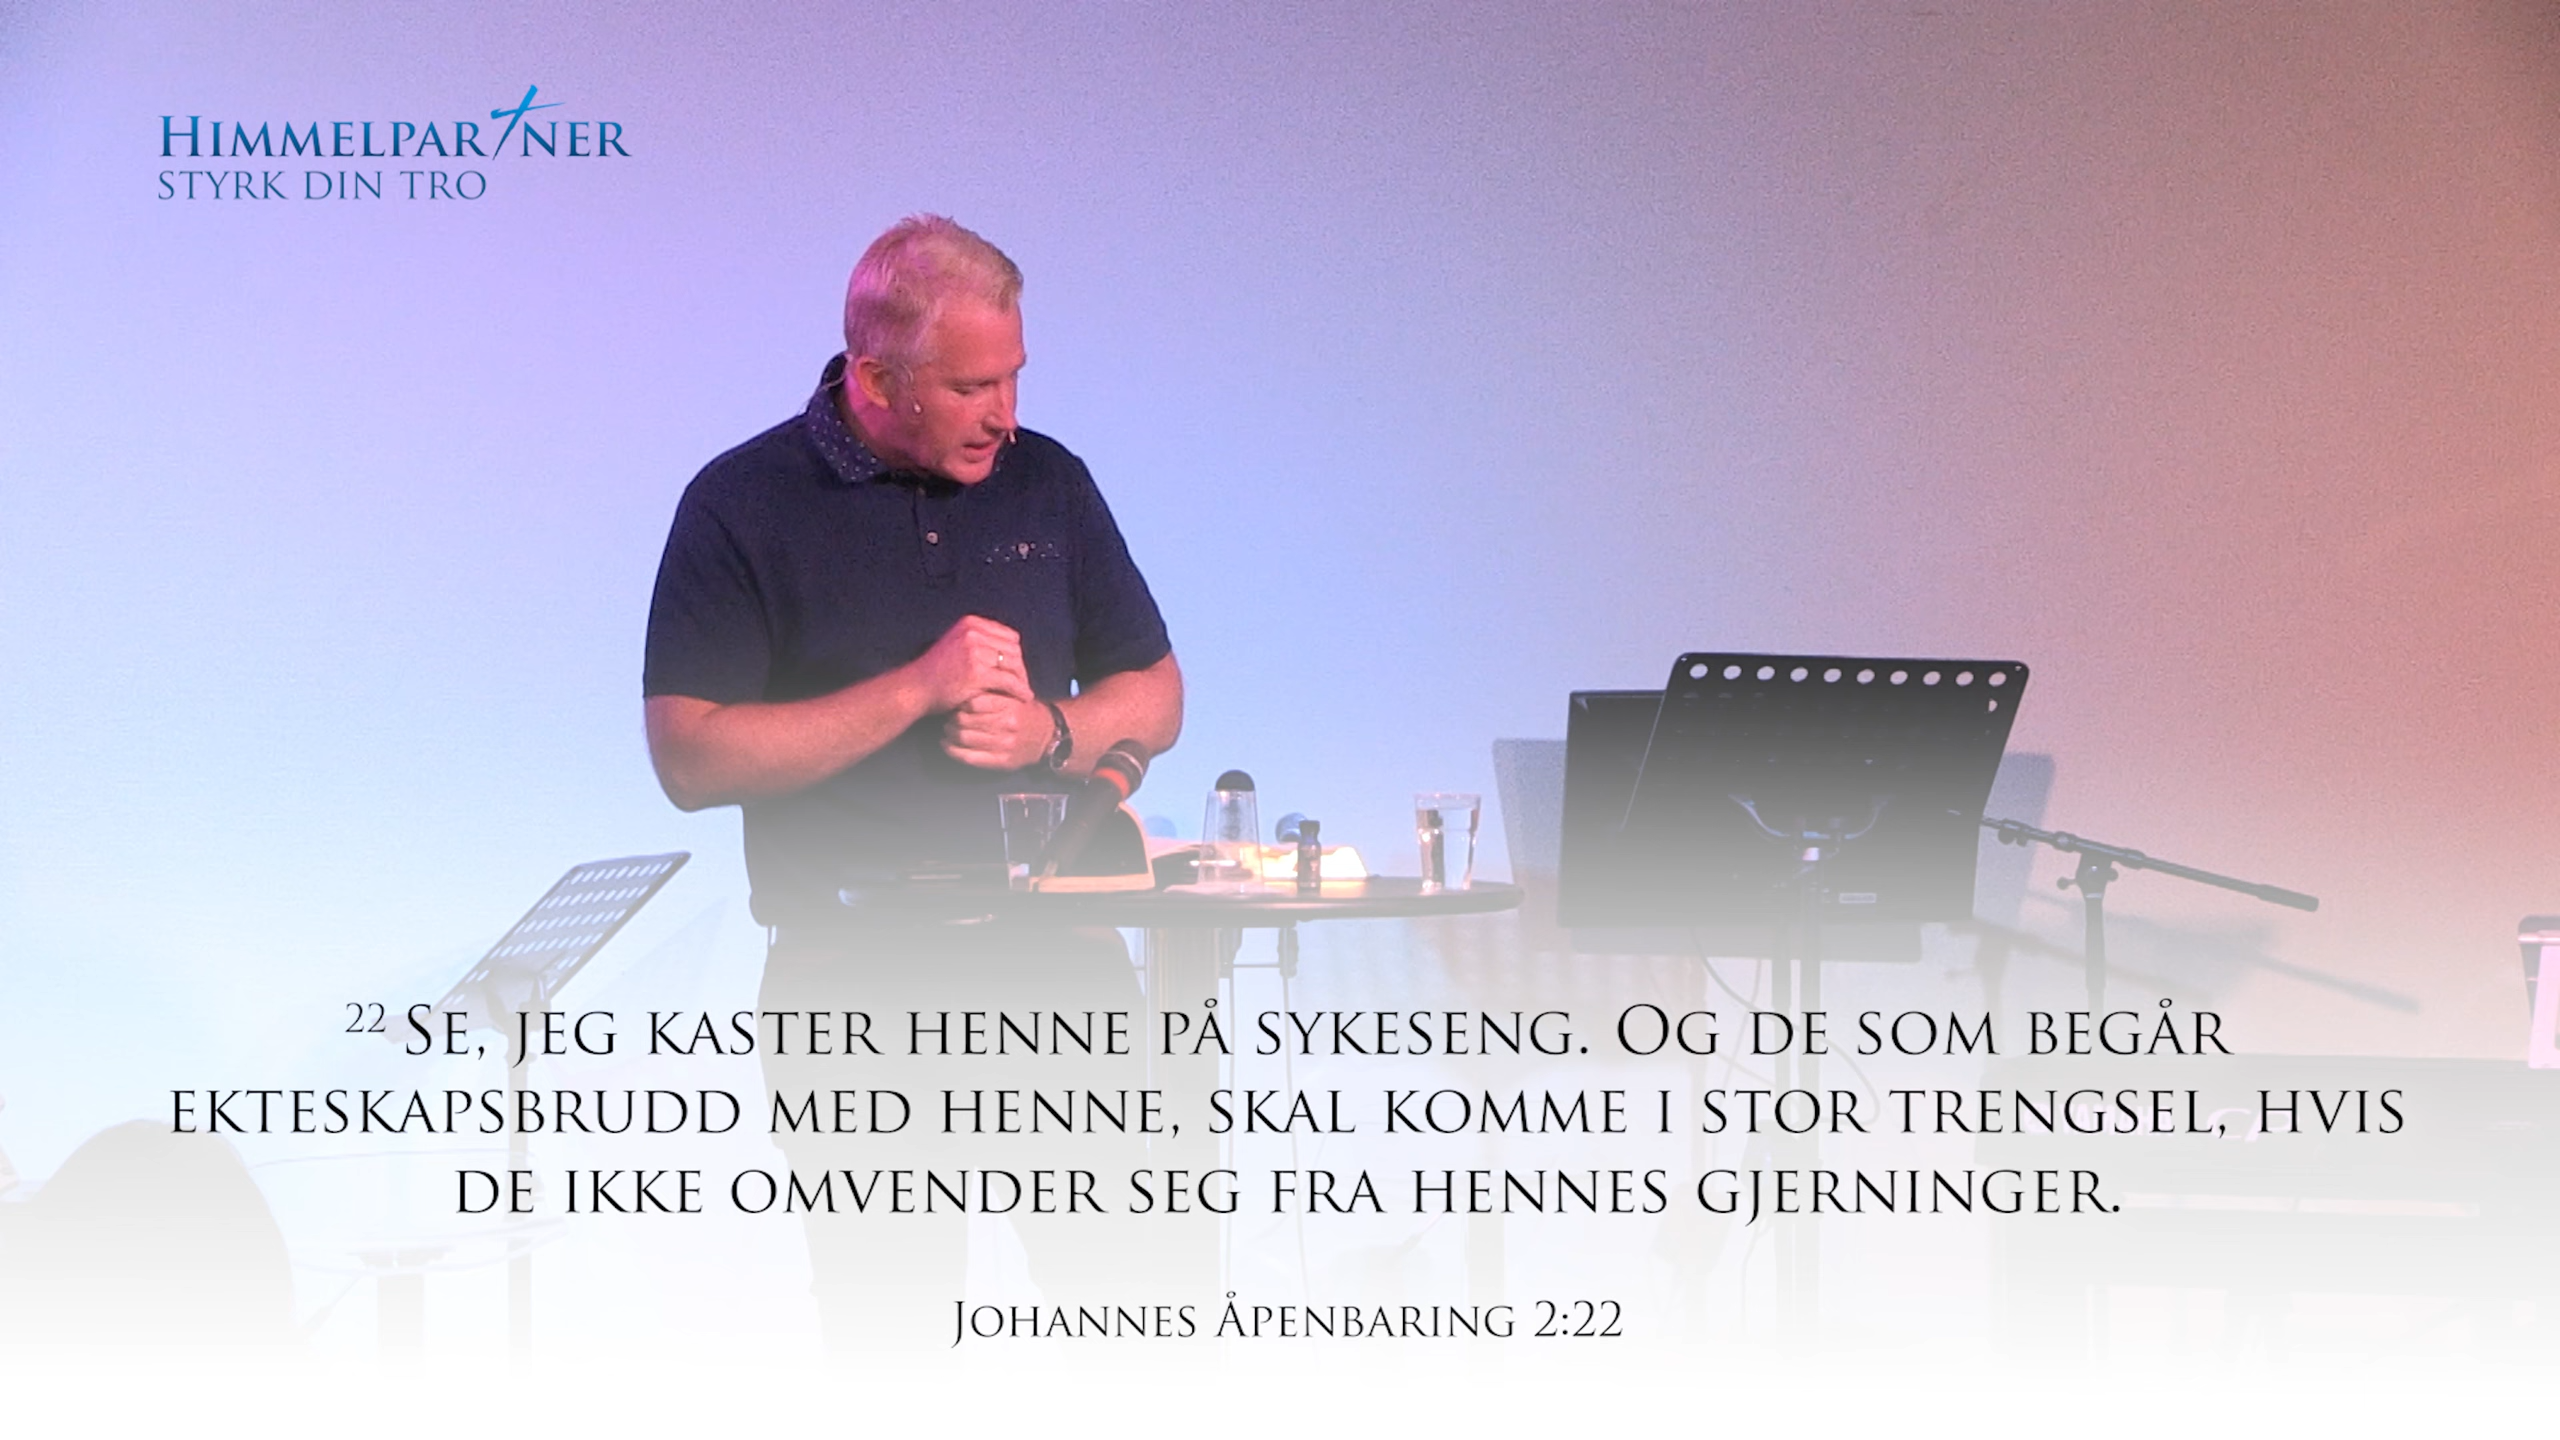 Himmelpartner
styrk din tro
22 Se, jeg kaster henne på sykeseng. Og de som begår
ekteskapsbrudd med henne, skal komme i stor trengsel, hvis
de ikke omvender seg fra hennes gjerninger.
Johannes Åpenbaring 2:22